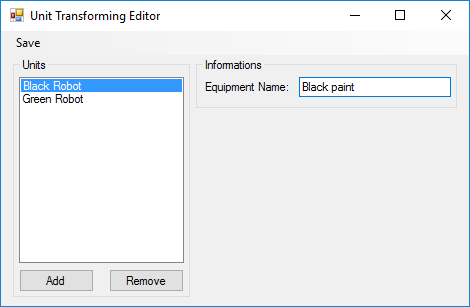 Unit Transforming Editor
Save
Units
Black Robot
Green Robot
Add
Remove
Informations
Equipment Name:
Black paint